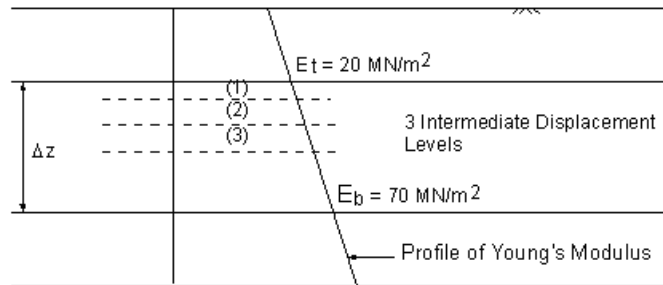 Et = 20 MN/m²
(1)
(2)
(3)
3 Intermediate Displacement
Levels
Δz
Eb = 70 MN/m²
Profile of Young's Modulus